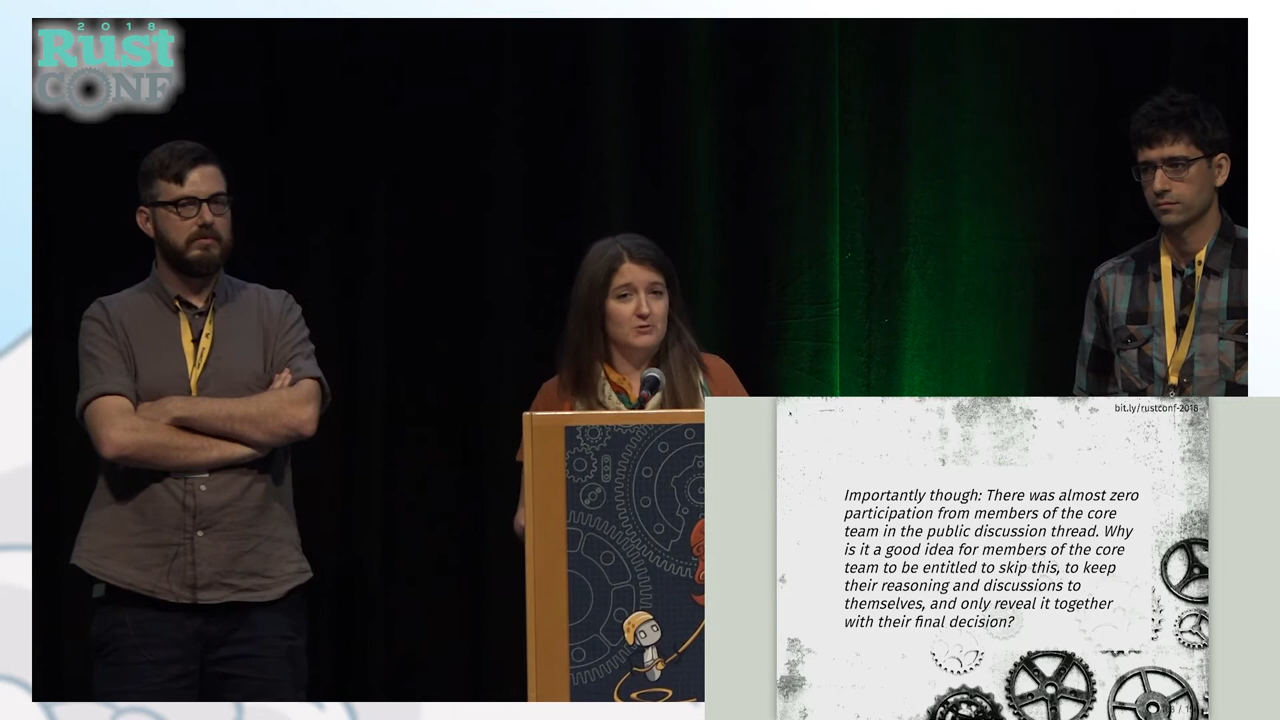 2018
Rust
CONF
bit.ly/rustconf-2018
Importantly though: There was almost zero
participation from members of the core
team in the public discussion thread. Why
is it a good idea for members of the core
team to be entitled to skip this, to keep
their reasoning and discussions to
themselves, and only reveal it together
with their final decision?